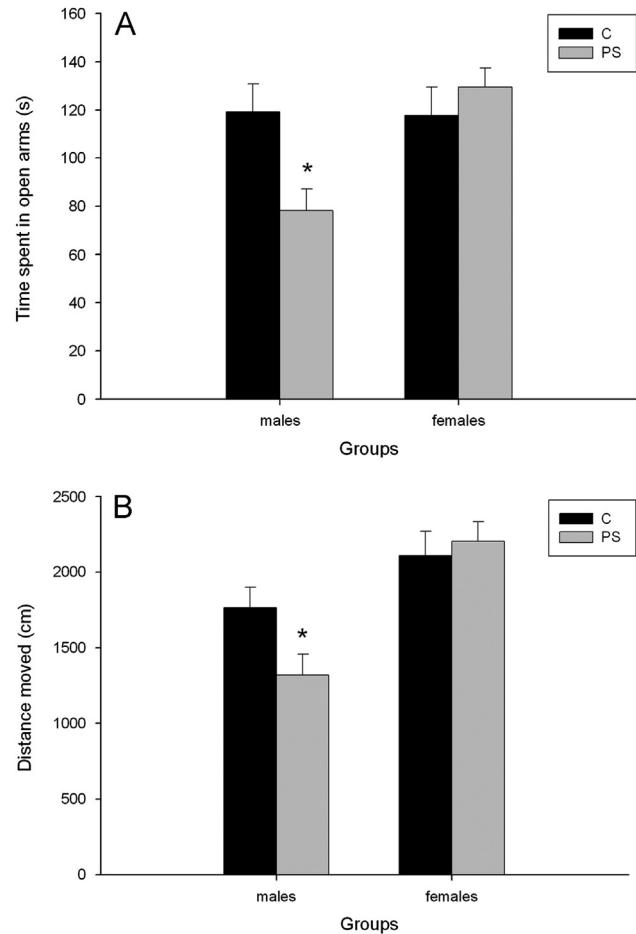 A
C
PS
Time spent in open arms (s)
160
140
120
100
80
60
40
20
0
*
males
females
Groups
B
C
PS
Distance moved (cm)
2500
2000
1500
1000
500
0
*
males
females
Groups